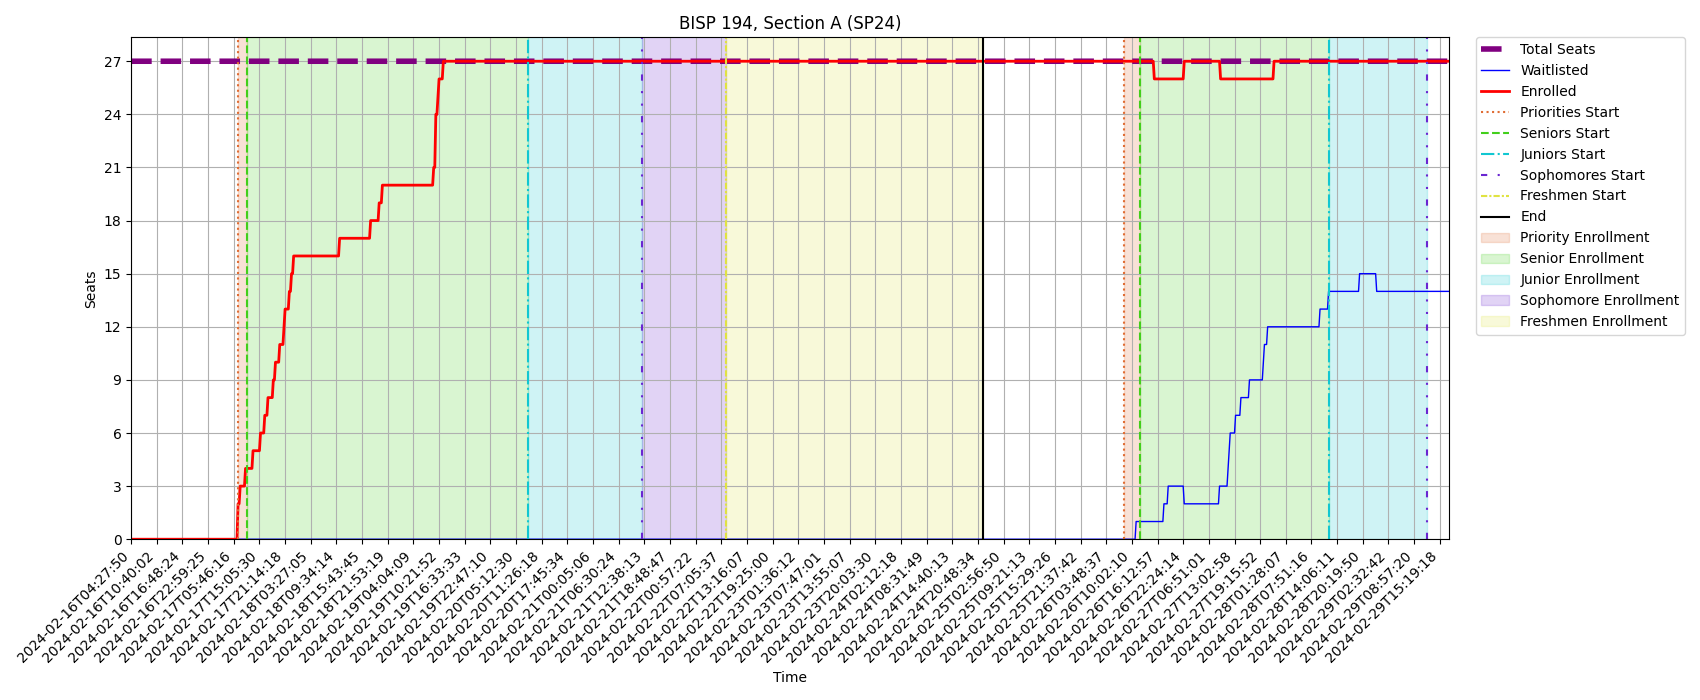 BISP 194, Section A (SP24)
Seats
27
24
21
18
15
12
9
6
3
0
2024-02-16T04:27:50
2024-02-16T10:40:02
2024-02-16T16:48:24
2024-02-16T22:59:25
2024-02-17T05:46:16
2024-02-17T15:05:30
2024-02-17T21:14:18
2024-02-18T03:27:05
2024-02-18T09:34:14
2024-02-18T15:43:45
2024-02-18T21:53:19
2024-02-19T04:04:09
2024-02-19T10:21:52
2024-02-19T16:33:33
2024-02-19T22:47:10
2024-02-20T05:12:30
2024-02-20T11:26:18
2024-02-20T17:45:34
2024-02-21T00:05:06
2024-02-21T06:30:24
2024-02-21T12:38:13
2024-02-21T18:48:47
2024-02-22T00:57:22
2024-02-22T07:05:37
2024-02-22T13:16:07
2024-02-22T19:25:00
2024-02-23T01:36:12
2024-02-23T07:47:01
2024-02-23T13:55:07
2024-02-23T20:03:30
2024-02-24T02:12:18
2024-02-24T08:31:49
2024-02-24T14:40:13
2024-02-24T20:48:34
2024-02-25T02:56:50
2024-02-25T09:21:13
2024-02-25T15:29:26
2024-02-25T21:37:42
2024-02-26T03:48:37
2024-02-26T10:02:10
2024-02-26T16:12:57
2024-02-26T22:24:14
2024-02-27T06:51:01
2024-02-27T13:02:58
2024-02-27T19:15:52
2024-02-28T01:28:07
2024-02-28T07:51:16
2024-02-28T14:06:11
2024-02-28T20:19:50
2024-02-29T02:32:42
2024-02-29T08:57:20
2024-02-29T15:19:18
Time
Total Seats
Waitlisted
Enrolled
Priorities Start
Seniors Start
Juniors Start
Sophomores Start
Freshmen Start
End
Priority Enrollment
Senior Enrollment
Junior Enrollment
Sophomore Enrollment
Freshmen Enrollment